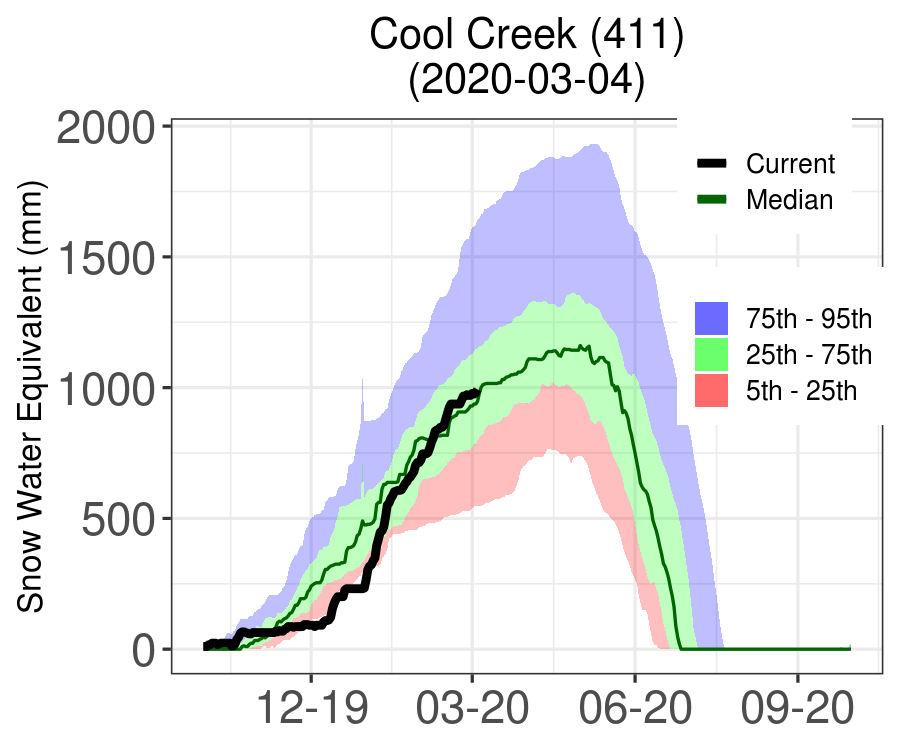 Cool Creek (411)
(2020-03-04)
Snow Water Equivalent (mm)
2000
1500
1000
500
0
12-19
03-20
06-20
09-20
Current
Median
75th - 95th
25th - 75th
5th - 25th